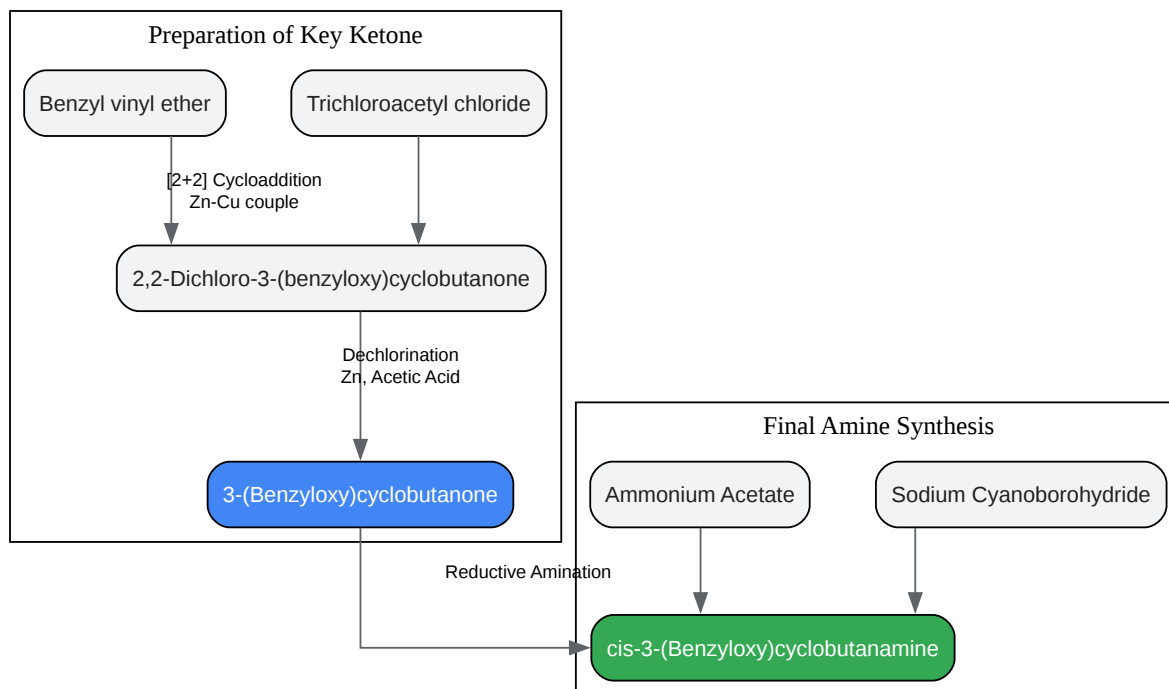 Preparation of Key Ketone
Benzyl vinyl ether
Trichloroacetyl chloride
[2+2] Cycloaddition
Zn-Cu couple
2,2-Dichloro-3-(benzyloxy)cyclobutanone
Dechlorination
Zn, Acetic Acid
3-(Benzyloxy)cyclobutanone
Final Amine Synthesis
Ammonium Acetate
Sodium Cyanoborohydride
Reductive Amination
cis-3-(Benzyloxy)cyclobutanamine